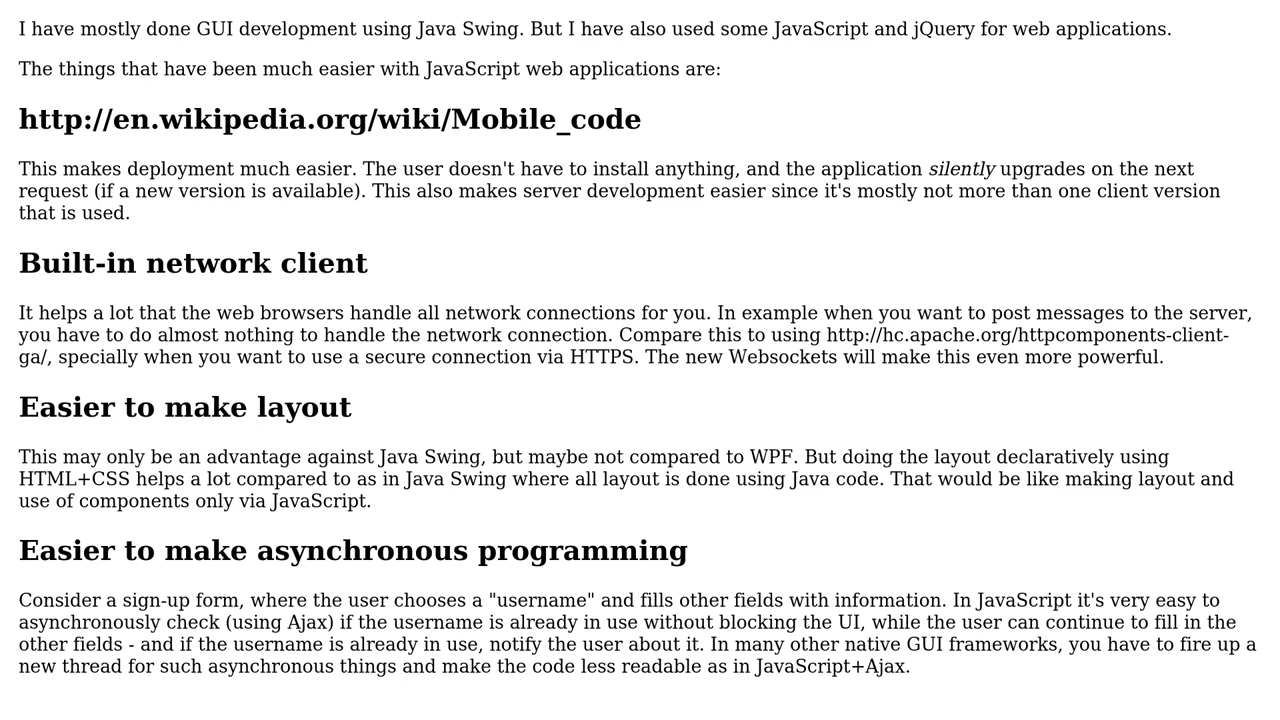 I have mostly done GUI development using Java Swing. But I have also used some JavaScript and jQuery for web applications.
The things that have been much easier with JavaScript web applications are:
http://en.wikipedia.org/wiki/Mobile_code
This makes deployment much easier. The user doesn't have to install anything, and the application silently upgrades on the next
request (if a new version is available). This also makes server development easier since it's mostly not more than one client version
that is used.
Built-in network client
It helps a lot that the web browsers handle all network connections for you. In example when you want to post messages to the server,
you have to do almost nothing to handle the network connection. Compare this to using http://hc.apache.org/httpcomponents-client-
ga/, specially when you want to use a secure connection via HTTPS. The new Websockets will make this even more powerful.
Easier to make layout
This may only be an advantage against Java Swing, but maybe not compared to WPF. But doing the layout declaratively using
HTML+CSS helps a lot compared to as in Java Swing where all layout is done using Java code. That would be like making layout and
use of components only via JavaScript.
Easier to make asynchronous programming
Consider a sign-up form, where the user chooses a "username" and fills other fields with information. In JavaScript it's very easy to
asynchronously check (using Ajax) if the username is already in use without blocking the UI, while the user can continue to fill in the
other fields - and if the username is already in use, notify the user about it. In many other native GUI frameworks, you have to fire up a
new thread for such asynchronous things and make the code less readable as in JavaScript+Ajax.